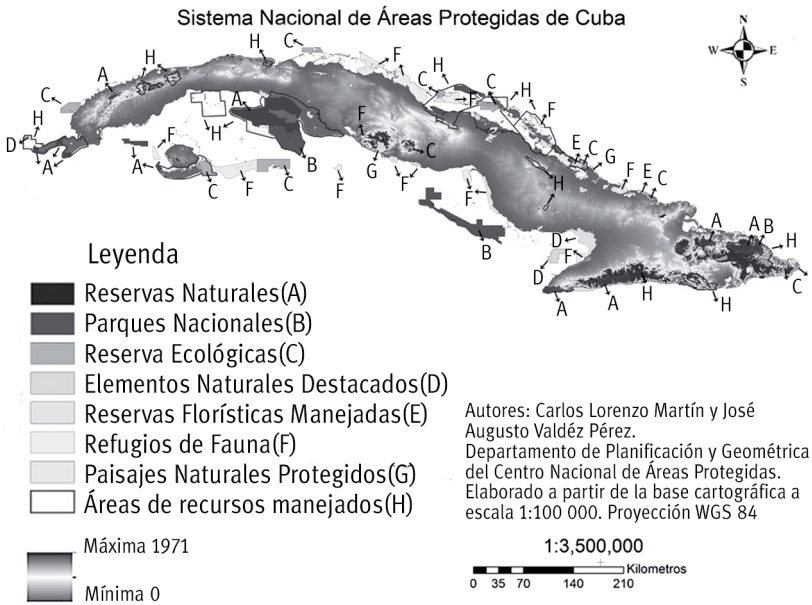 Sistema Nacional de Áreas Protegidas de Cuba
N
W E
S
C
H
F
H
H
A
C
H
C
C
H
F
F
A
H
F
D
H
F
A
A
C
F
C
B
F
G
F
C
E
C
G
F
E
C
F
H
B
D
F
D
A
A
H
A
A
B
H
C
H
Leyenda
Reservas Naturales(A)
Parques Nacionales(B)
Reserva Ecológicas(C)
Elementos Naturales Destacados(D)
Reservas Florísticas Manejadas(E)
Refugios de Fauna(F)
Paisajes Naturales Protegidos(G)
Áreas de recursos manejados(H)
Máxima 1971
Mínima 0
Autores: Carlos Lorenzo Martín y José
Augusto Valdéz Pérez.
Departamento de Planificación y Geométrica
del Centro Nacional de Áreas Protegidas.
Elaborado a partir de la base cartográfica a
escala 1:100 000. Proyección WGS 84
1:3,500,000
Kilometros
0 35 70 140 210